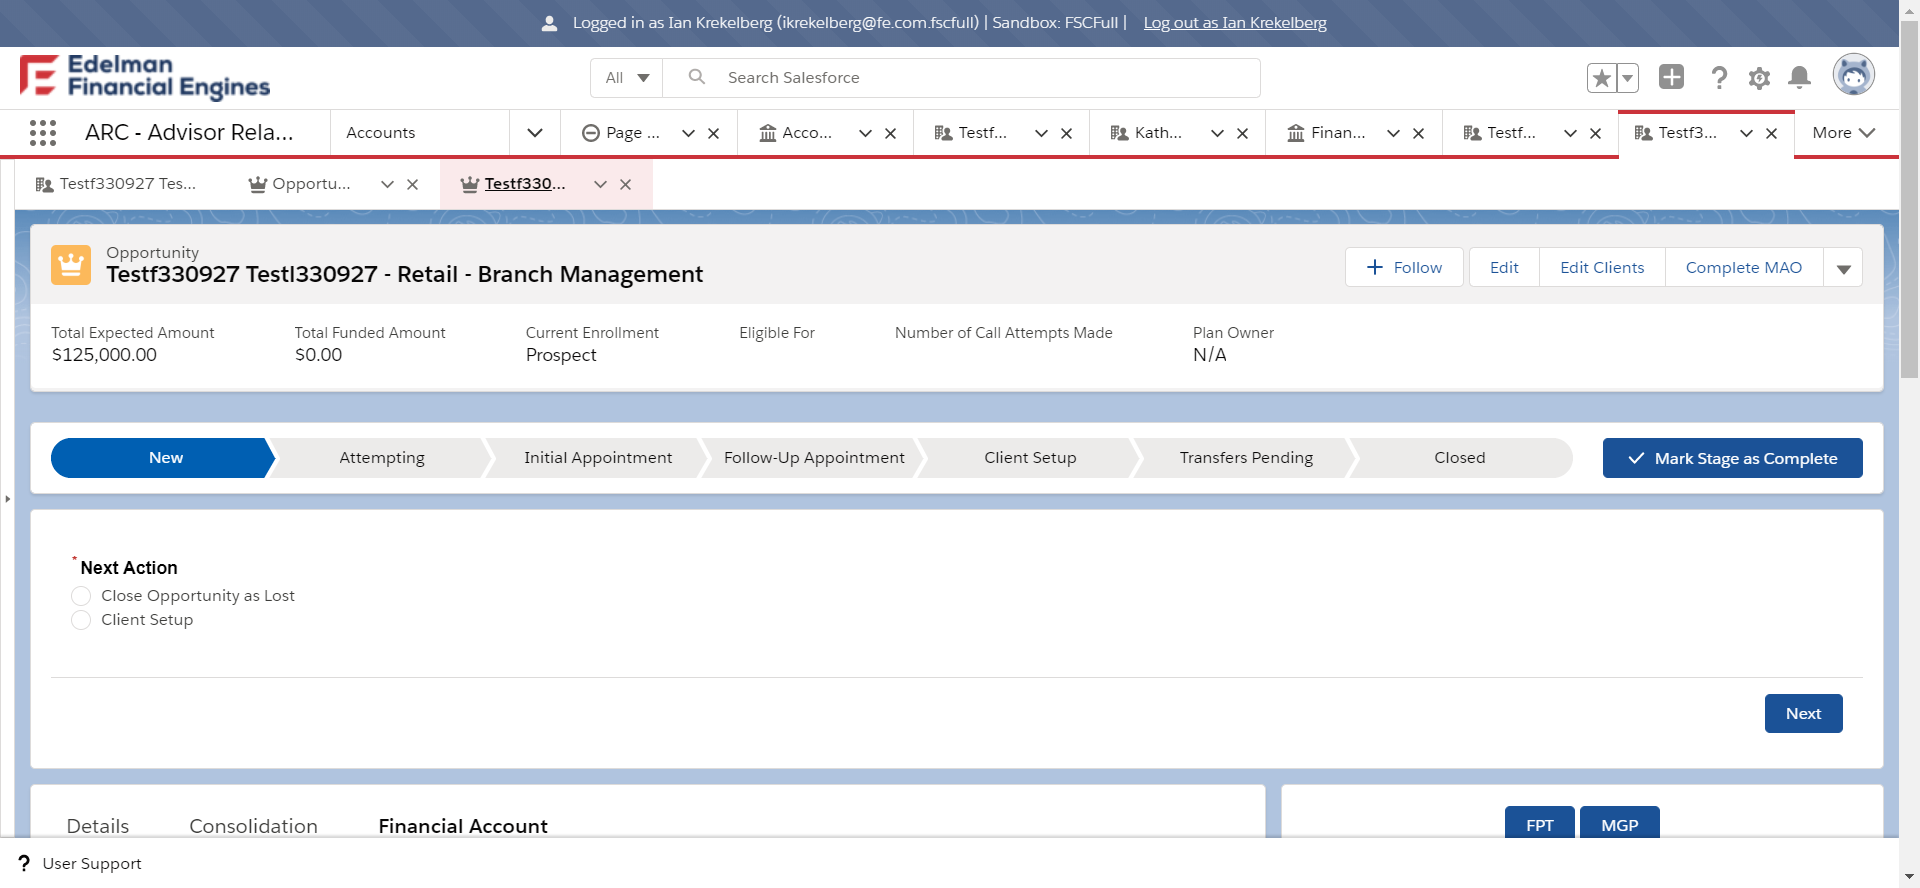 Logged in as Ian Krekelberg (ikrekelberg@fe.com.fscfull) | Sandbox: FSCFull | Log out as Ian Krekelberg
Edelman
Financial Engines
All
Search Salesforce
ARC - Advisor Rela...
Accounts
Page ...
Acco...
Testf...
Kath...
Finan...
Testf...
Testf3...
More
Testf330927 Tes...
Opportu...
Testf330...
Opportunity
Testf330927 Testl330927 - Retail - Branch Management
Follow
Edit
Edit Clients
Complete MAO
Total Expected Amount
Total Funded Amount
Current Enrollment
Eligible For
Number of Call Attempts Made
Plan Owner
$125,000.00
$0.00
Prospect
N/A
New
Attempting
Initial Appointment
Follow-Up Appointment
Client Setup
Transfers Pending
Closed
Mark Stage as Complete
* Next Action
Close Opportunity as Lost
Client Setup
Next
Details
Consolidation
Financial Account
FPT
MGP
? User Support